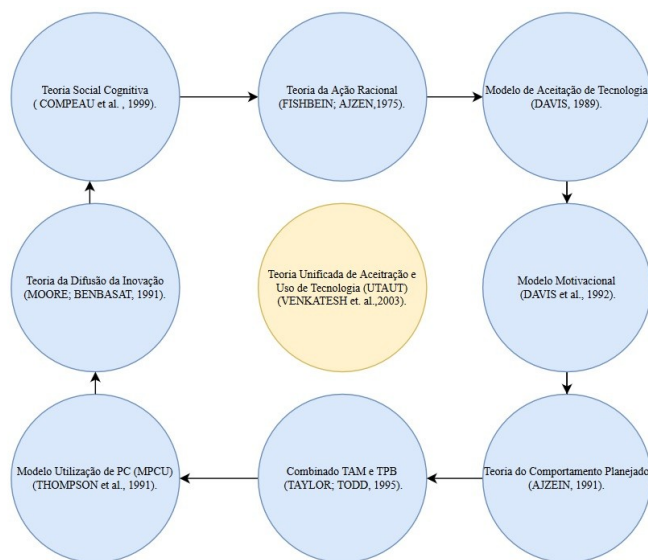 Teoria Social Cognitiva
( COMPEAU et al. , 1999).
Teoria da Ação Racional
(FISHBEIN; AJZEN,1975)
Modelo de Aceitação de Tecnologia
(DAVIS, 1989).
Teoria da Difusão da Inovação
(MOORE; BENBASAT, 1991).
Teoria Unificada de Aceitração e
Uso de Tecnologia (UTAUT)
(VENKATESH et. al.,2003).
Modelo Motivacional
(DAVIS et al., 1992).
Modelo Utilização de PC (MPCU)
(THOMPSON et al., 1991).
Combinado TAM e TPB
(TAYLOR; TODD, 1995).
Teoria do Comportamento Planejado
(AJZEIN, 1991).